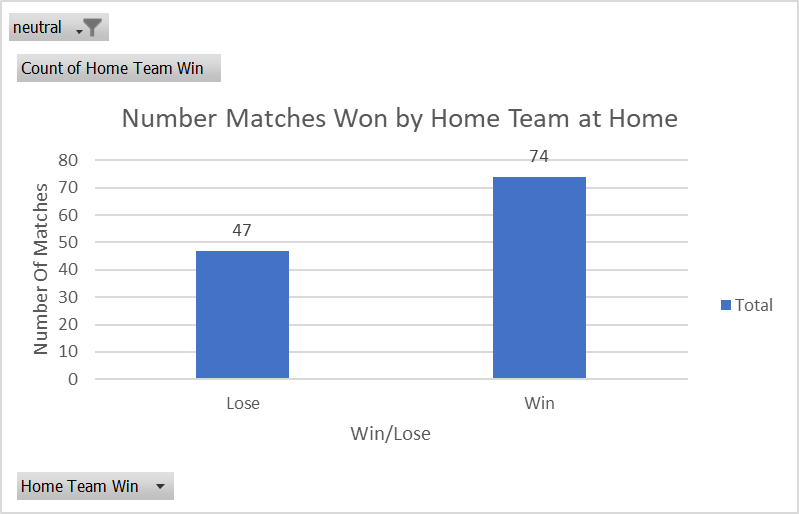 neutral
Count of Home Team Win
Number Matches Won by Home Team at Home
Number Of Matches
80
70
60
50
40
30
20
10
0
47
74
Lose
Win
Win/Lose
Total
Home Team Win